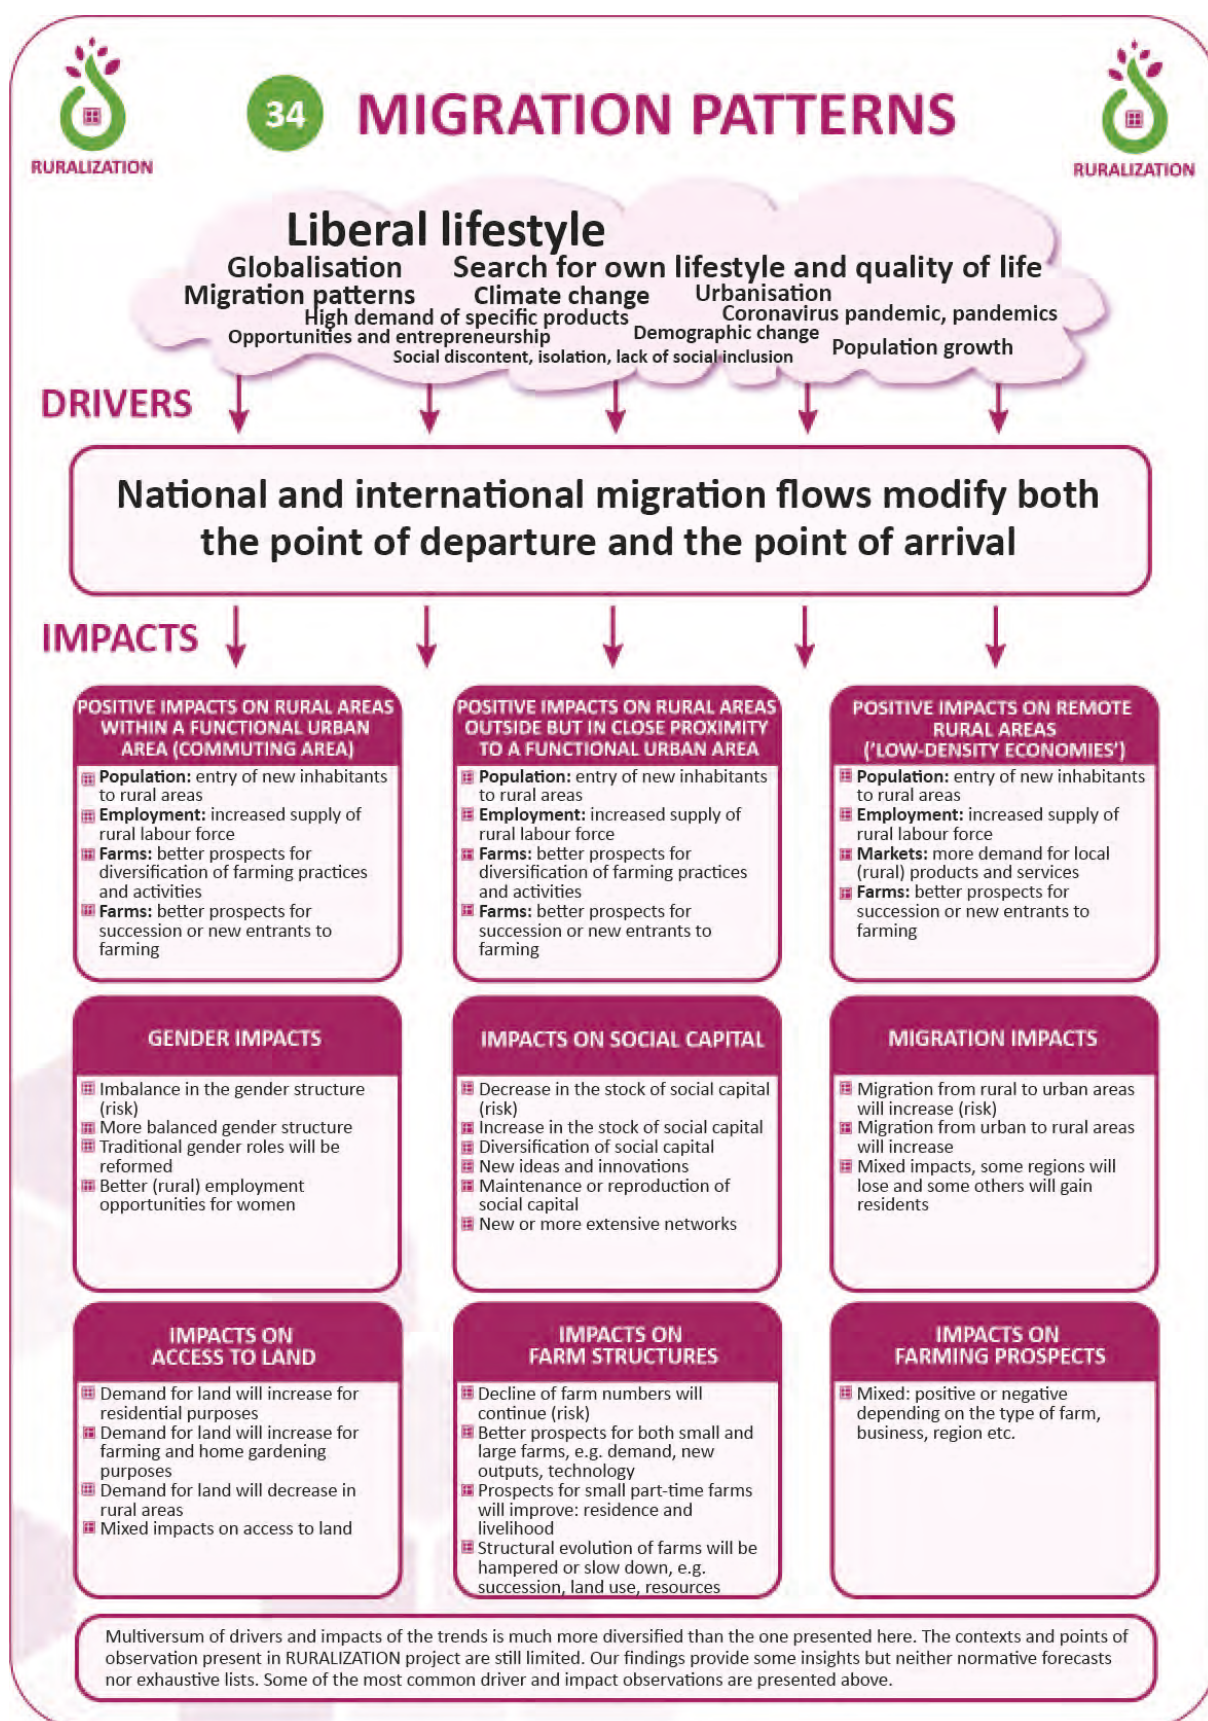 34 MIGRATION PATTERNS
RURALIZATION
RURALIZATION
Liberal lifestyle
Globalisation Search for own lifestyle and quality of life
Migration patterns Climate change Urbanisation
High demand of specific products Coronavirus pandemic, pandemics
Opportunities and entrepreneurship Demographic change
Social discontent, isolation, lack of social inclusion Population growth
DRIVERS
National and international migration flows modify both
the point of departure and the point of arrival
IMPACTS
POSITIVE IMPACTS ON RURAL AREAS
WITHIN A FUNCTIONAL URBAN
AREA (COMMUTING AREA)
Population: entry of new inhabitants
to rural areas
Employment: increased supply of
rural labour force
Farms: better prospects for
diversification of farming practices
and activities
Farms: better prospects for
succession or new entrants to
farming
POSITIVE IMPACTS ON RURAL AREAS
OUTSIDE BUT IN CLOSE PROXIMITY
TO A FUNCTIONAL URBAN AREA
Population: entry of new inhabitants
to rural areas
Employment: increased supply of
rural labour force
Farms: better prospects for
diversification of farming practices
and activities
Farms: better prospects for
succession or new entrants to
farming
POSITIVE IMPACTS ON REMOTE
RURAL AREAS
('LOW-DENSITY ECONOMIES')
Population: entry of new inhabitants
to rural areas
Employment: increased supply of
rural labour force
Markets: more demand for local
(rural) products and services
Farms: better prospects for
succession or new entrants to
farming
GENDER IMPACTS
Imbalance in the gender structure
(risk)
More balanced gender structure
Traditional gender roles will be
reformed
Better (rural) employment
opportunities for women
IMPACTS ON SOCIAL CAPITAL
Decrease in the stock of social capital
(risk)
Increase in the stock of social capital
Diversification of social capital
New ideas and innovations
Maintenance or reproduction of
social capital
New or more extensive networks
MIGRATION IMPACTS
Migration from rural to urban areas
will increase (risk)
Migration from urban to rural areas
will increase
Mixed impacts, some regions will
lose and some others will gain
residents
IMPACTS ON
ACCESS TO LAND
Demand for land will increase for
residential purposes
Demand for land will increase for
farming and home gardening
purposes
Demand for land will decrease in
rural areas
Mixed impacts on access to land
IMPACTS ON
FARM STRUCTURES
Decline of farm numbers will
continue (risk)
Better prospects for both small and
large farms, e.g. demand, new
outputs, technology
Prospects for small part-time farms
will improve: residence and
livelihood
Structural evolution of farms will be
hampered or slow down, e.g.
succession, land use, resources
IMPACTS ON
FARMING PROSPECTS
Mixed: positive or negative
depending on the type of farm,
business, region etc.
Multiversum of drivers and impacts of the trends is much more diversified than the one presented here. The contexts and points of
observation present in RURALIZATION project are still limited. Our findings provide some insights but neither normative forecasts
nor exhaustive lists. Some of the most common driver and impact observations are presented above.